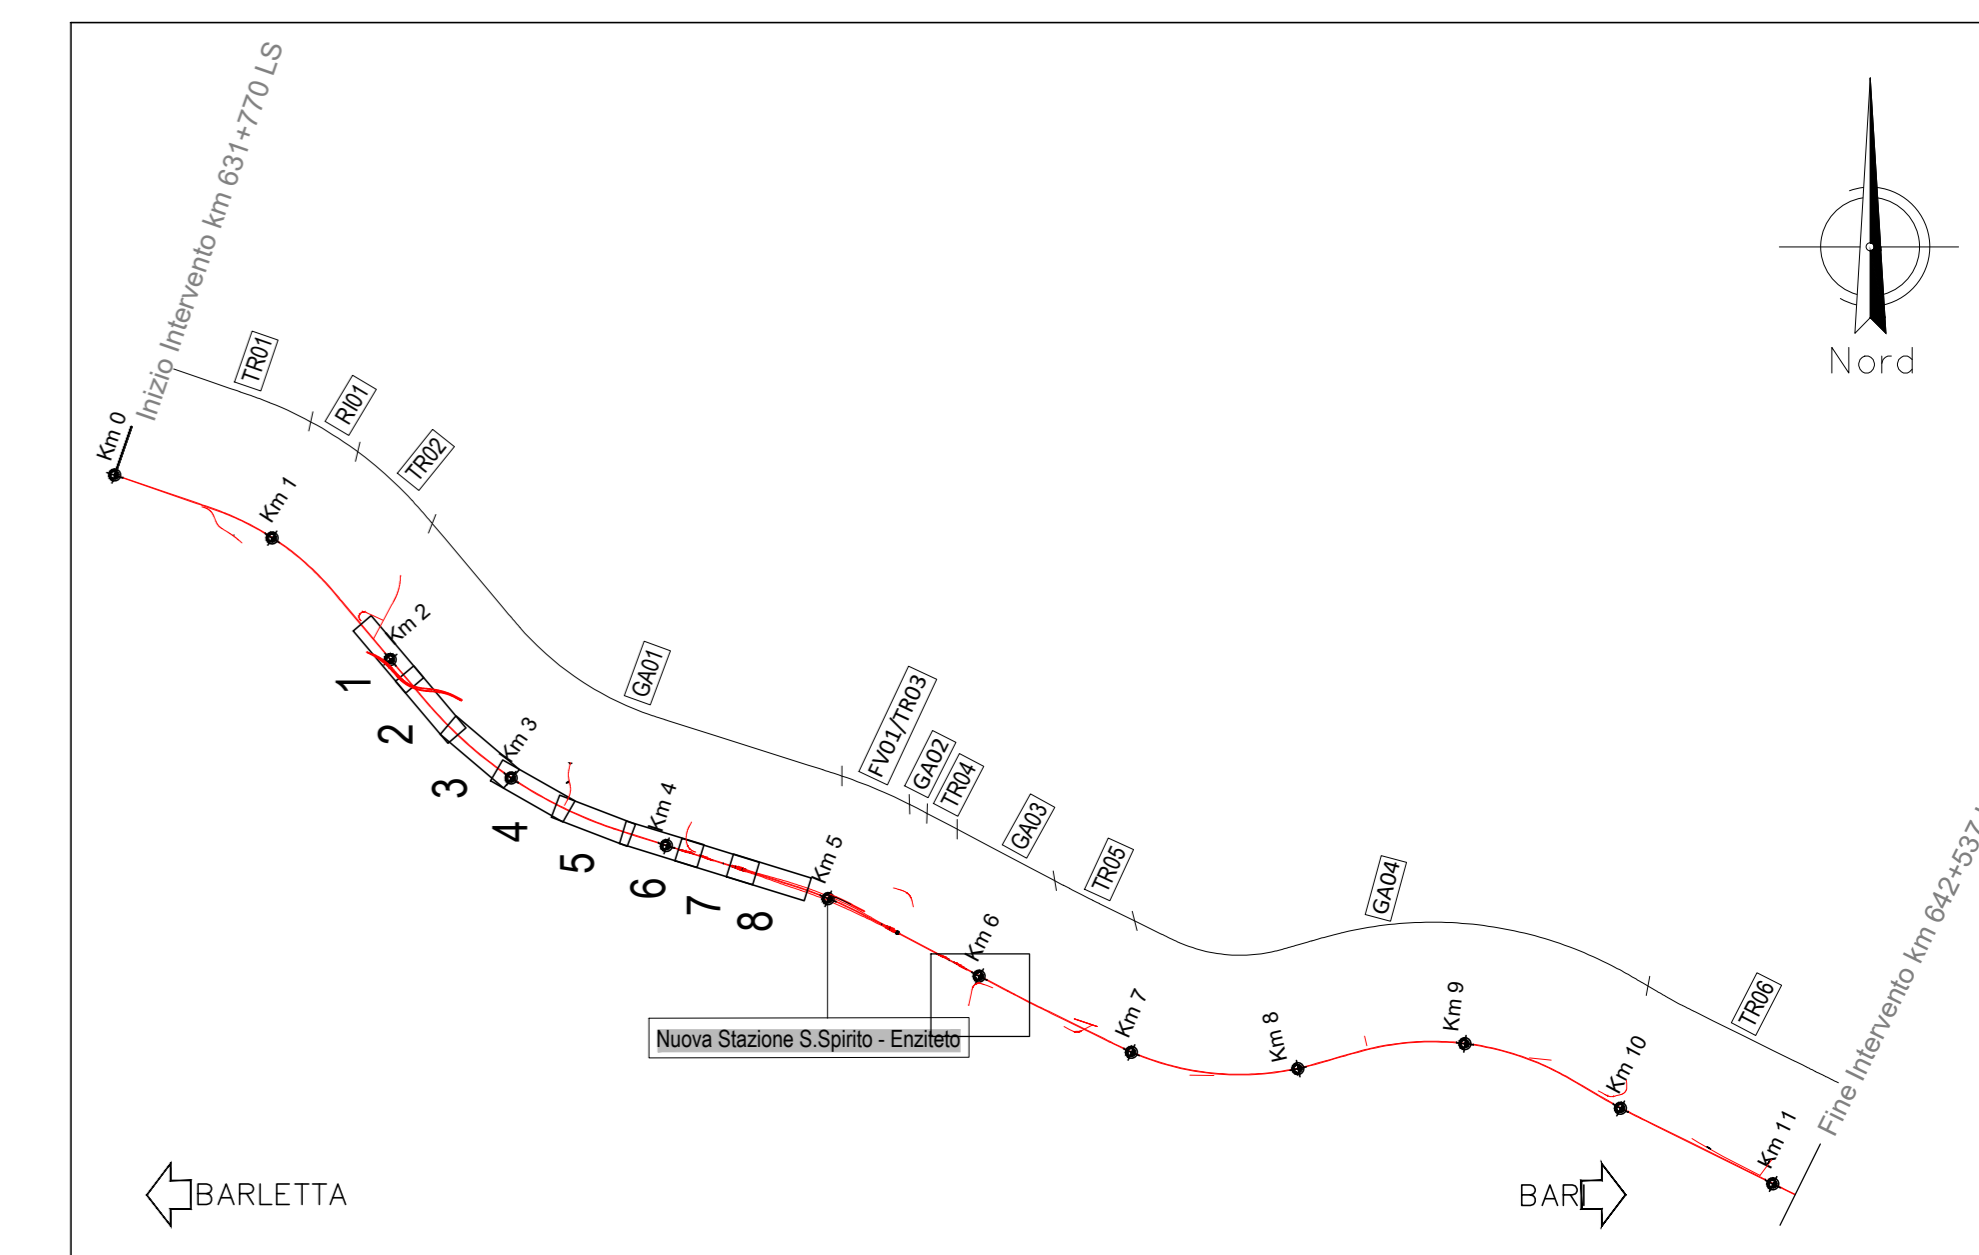 Inizio Intervento km 631+770 LS
TR01
RI01
TR02
GA01
FV01/TR03
GA02
TR04
GA03
TR05
GA04
TR06
Nord
Km 0
Km 1
Km 2
Km 3
Km 4
Km 5
Km 6
Km 7
Km 8
Km 9
Km 10
Km 11
1
2
3
4
5
6
7
8
Nuova Stazione S.Spirito - Enziteto
Fine Intervento km 642+537
BARLETTA
BARI